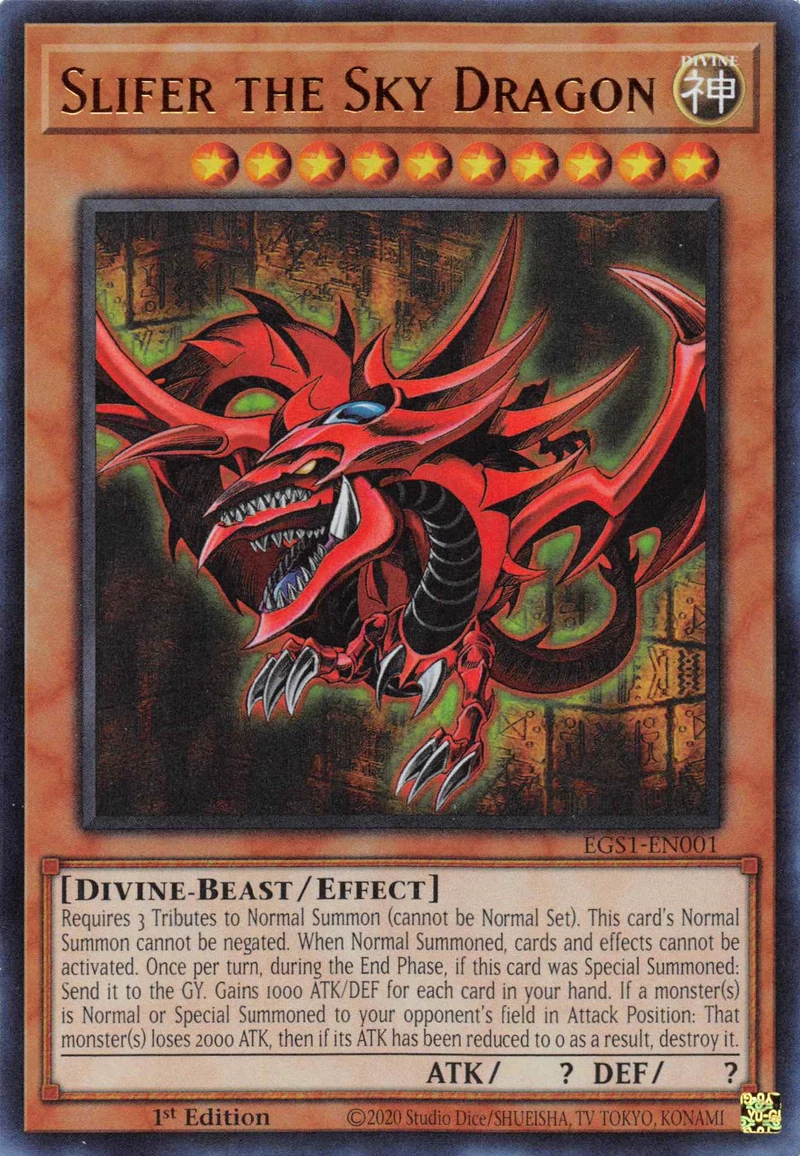 SLIFER THE SKY DRAGON
DIVINE
神
EGS1-EN001
[DIVINE-BEAST/EFFECT]
Requires 3 Tributes to Normal Summon (cannot be Normal Set). This card's Normal
Summon cannot be negated. When Normal Summoned, cards and effects cannot be
activated. Once per turn, during the End Phase, if this card was Special Summoned:
Send it to the GY. Gains 1000 ATK/DEF for each card in your hand. If a monster(s)
is Normal or Special Summoned to your opponent's field in Attack Position: That
monster(s) loses 2000 ATK, then if its ATK has been reduced to 0 as a result, destroy it.
ATK/ ? DEF/ ?
1st Edition ©2020 Studio Dice/SHUEISHA, TV TOKYO, KONAMI